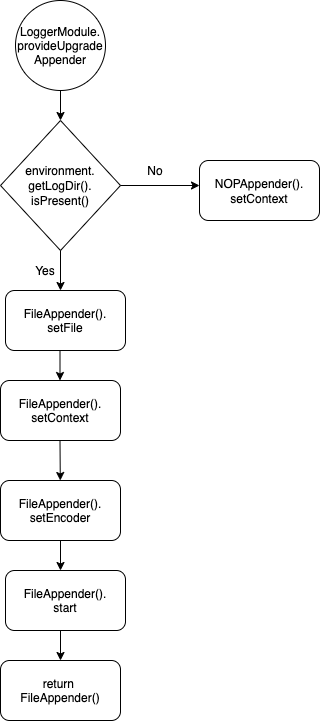 LoggerModule.
provideUpgrade
Appender
environment.
getLogDir().
isPresent()
No
NOPAppender().
setContext
Yes
FileAppender().
setFile
FileAppender().
setContext
FileAppender().
setEncoder
FileAppender().
start
return
FileAppender()